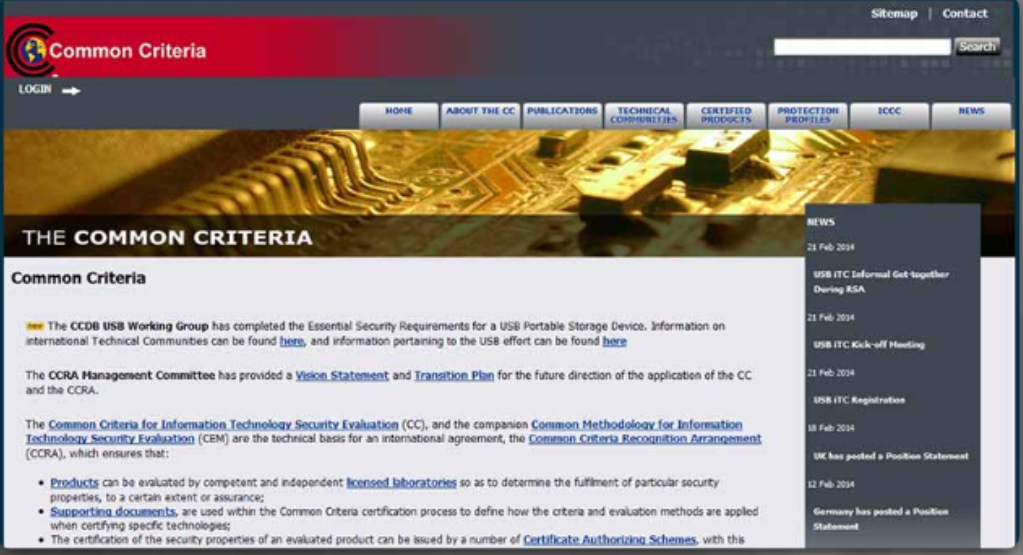 Sitemap | Contact
Common Criteria
Search
LOGIN
HOME
ABOUT THE CC
PUBLICATIONS
TECHNICAL
COMMUNITIES
CERTIFIED
PRODUCTS
PROTECTION
PROFILES
ICCC
NEWS
THE COMMON CRITERIA
Common Criteria
new The CCDB USB Working Group has completed the Essential Security Requirements for a USB Portable Storage Device. Information on
international Technical Communities can be found here, and information pertaining to the USB effort can be found here
The CCRA Management Committee has provided a Vision Statement and Transition Plan for the future direction of the application of the CC
and the CCRA.
The Common Criteria for Information Technology Security Evaluation (CC), and the companion Common Methodology for Information
Technology Security Evaluation (CEM) are the technical basis for an international agreement, the Common Criteria Recognition Arrangement
(CCRA), which ensures that:
• Products can be evaluated by competent and independent licensed laboratories so as to determine the fulfilment of particular security
properties, to a certain extent or assurance;
• Supporting documents, are used within the Common Criteria certification process to define how the criteria and evaluation methods are applied
when certifying specific technologies;
• The certification of the security properties of an evaluated product can be issued by a number of Certificate Authorizing Schemes, with this
NEWS
21 Feb 2014
USB iTC Informal Get-together
During RSA
21 Feb 2014
USB iTC Kick-off Meeting
21 Feb 2014
USB iTC Registration
18 Feb 2014
UK has posted a Position Statement
12 Feb 2014
Germany has posted a Position
Statement